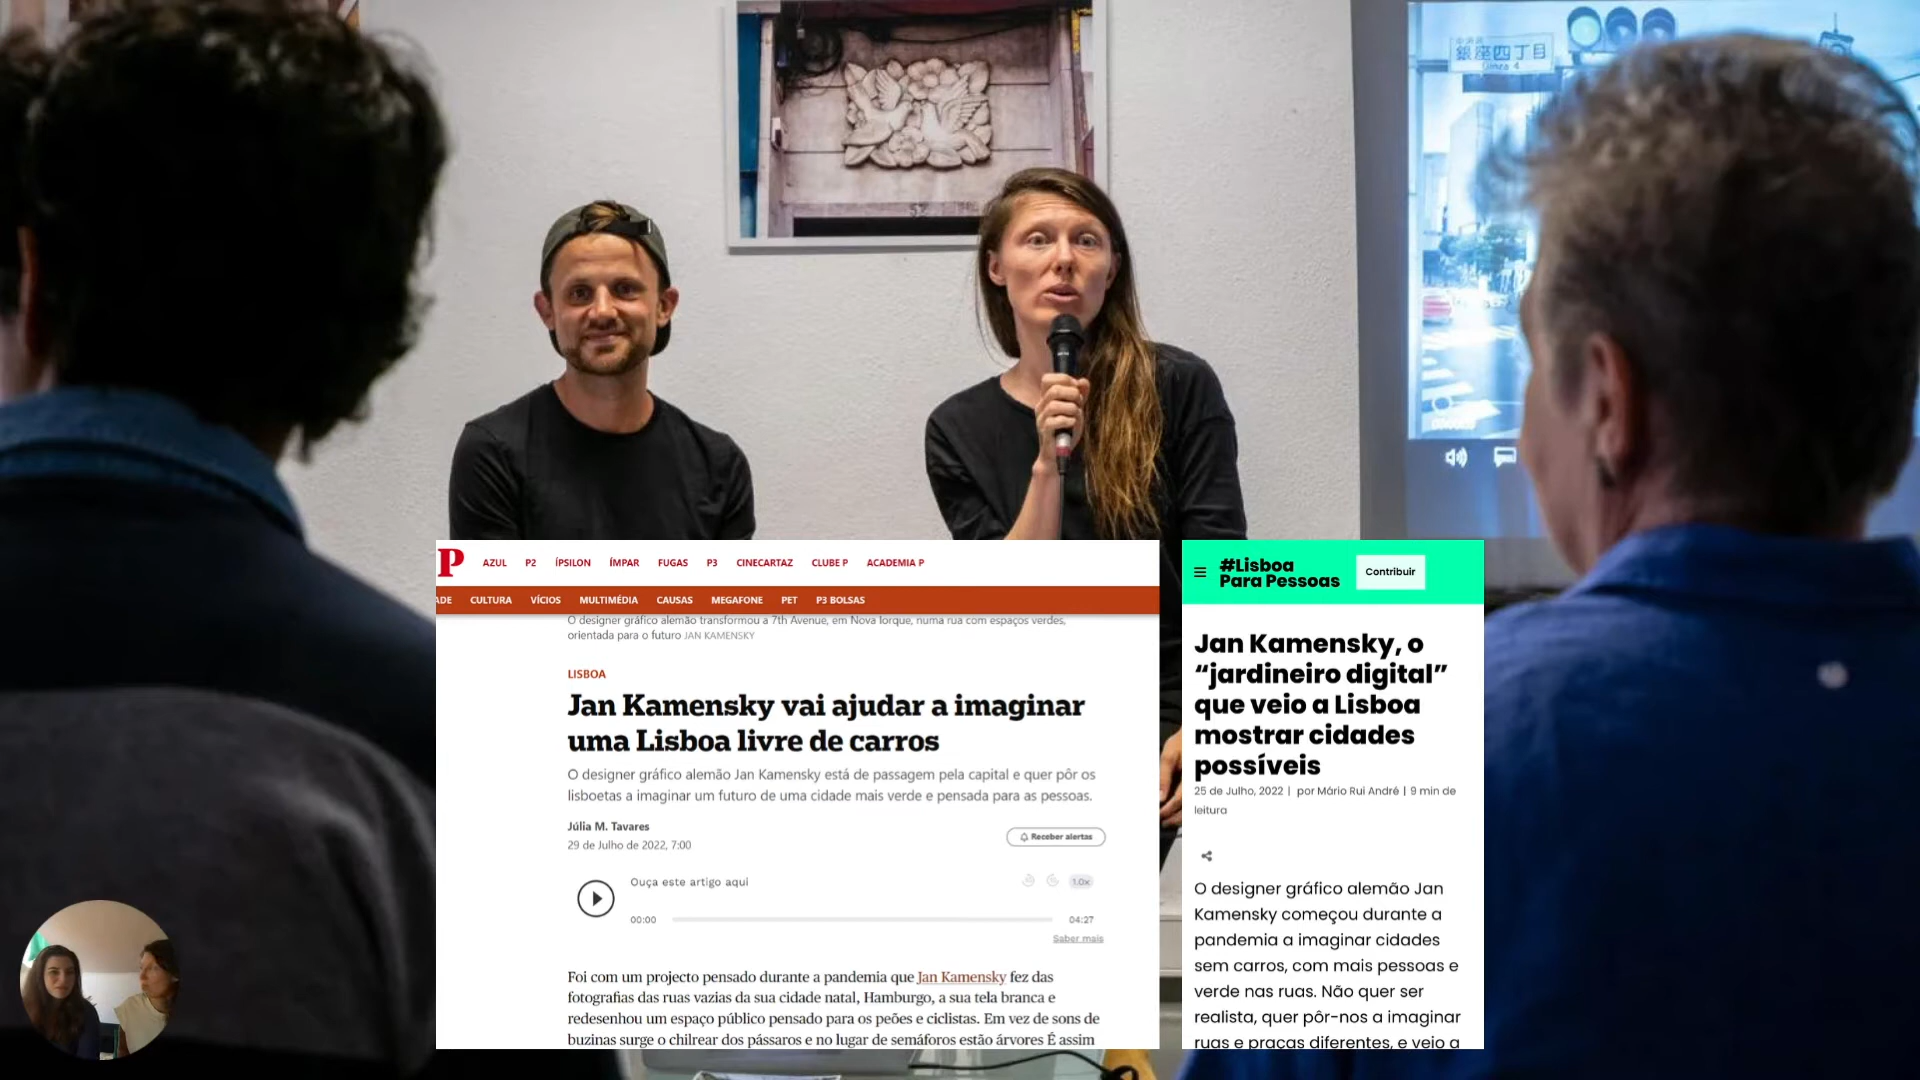 銀座四丁目
Ginza 4
P AZUL P2 ÍPSILON ÍMPAR FUGAS P3 CINECARTAZ CLUBE P ACADEMIA P
ADE CULTURA VÍCIOS MULTIMÉDIA CAUSAS MEGAFONE PET P3 BOLSAS
O designer gráfico alemão transformou a 7th Avenue, em Nova Iorque, numa rua com espaços verdes,
orientada para o futuro JAN KAMENSKY
LISBOA
Jan Kamensky vai ajudar a imaginar
uma Lisboa livre de carros
O designer gráfico alemão Jan Kamensky está de passagem pela capital e quer pôr os
lisboetas a imaginar um futuro de uma cidade mais verde e pensada para as pessoas.
Júlia M. Tavares
29 de Julho de 2022, 7:00
Receber alertas
Ouça este artigo aqui
1.0x
00:00
04:27
Saber mais
Foi com um projecto pensado durante a pandemia que Jan Kamensky fez das
fotografias das ruas vazias da sua cidade natal, Hamburgo, a sua tela branca e
redesenhou um espaço público pensado para os peões e ciclistas. Em vez de sons de
buzinas surge o chilrear dos pássaros e no lugar de semáforos estão árvores É assim
#Lisboa
Para Pessoas
Contribuir
Jan Kamensky, o
“jardineiro digital”
que veio a Lisboa
mostrar cidades
possíveis
25 de Julho, 2022 | por Mário Rui André | 9 min de
leitura
O designer gráfico alemão Jan
Kamensky começou durante a
pandemia a imaginar cidades
sem carros, com mais pessoas e
verde nas ruas. Não quer ser
realista, quer pôr-nos a imaginar
ruas e praças diferentes, e veio a